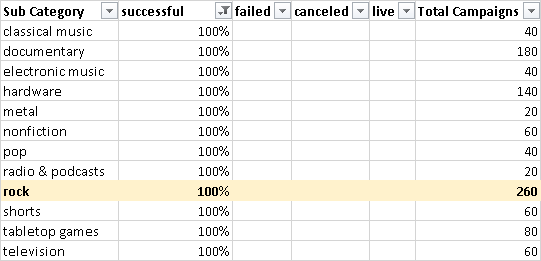 Sub Category successful failed canceled live Total Campaigns
classical music 100% 40
documentary 100% 180
electronic music 100% 40
hardware 100% 140
metal 100% 20
nonfiction 100% 60
pop 100% 40
radio & podcasts 100% 20
rock 100% 260
shorts 100% 60
tabletop games 100% 80
television 100% 60